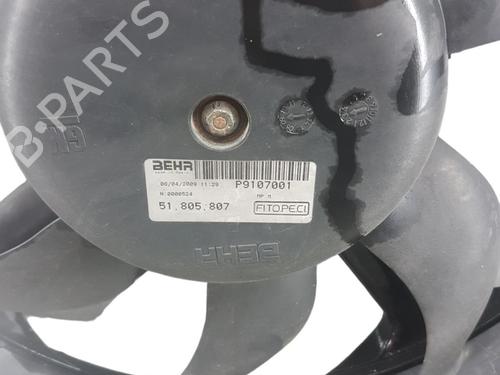 B-PARTS
BEHR
06/04/2009 11:29
P9107001
N:0000524
51.805.807
FITOPECI
BEHR